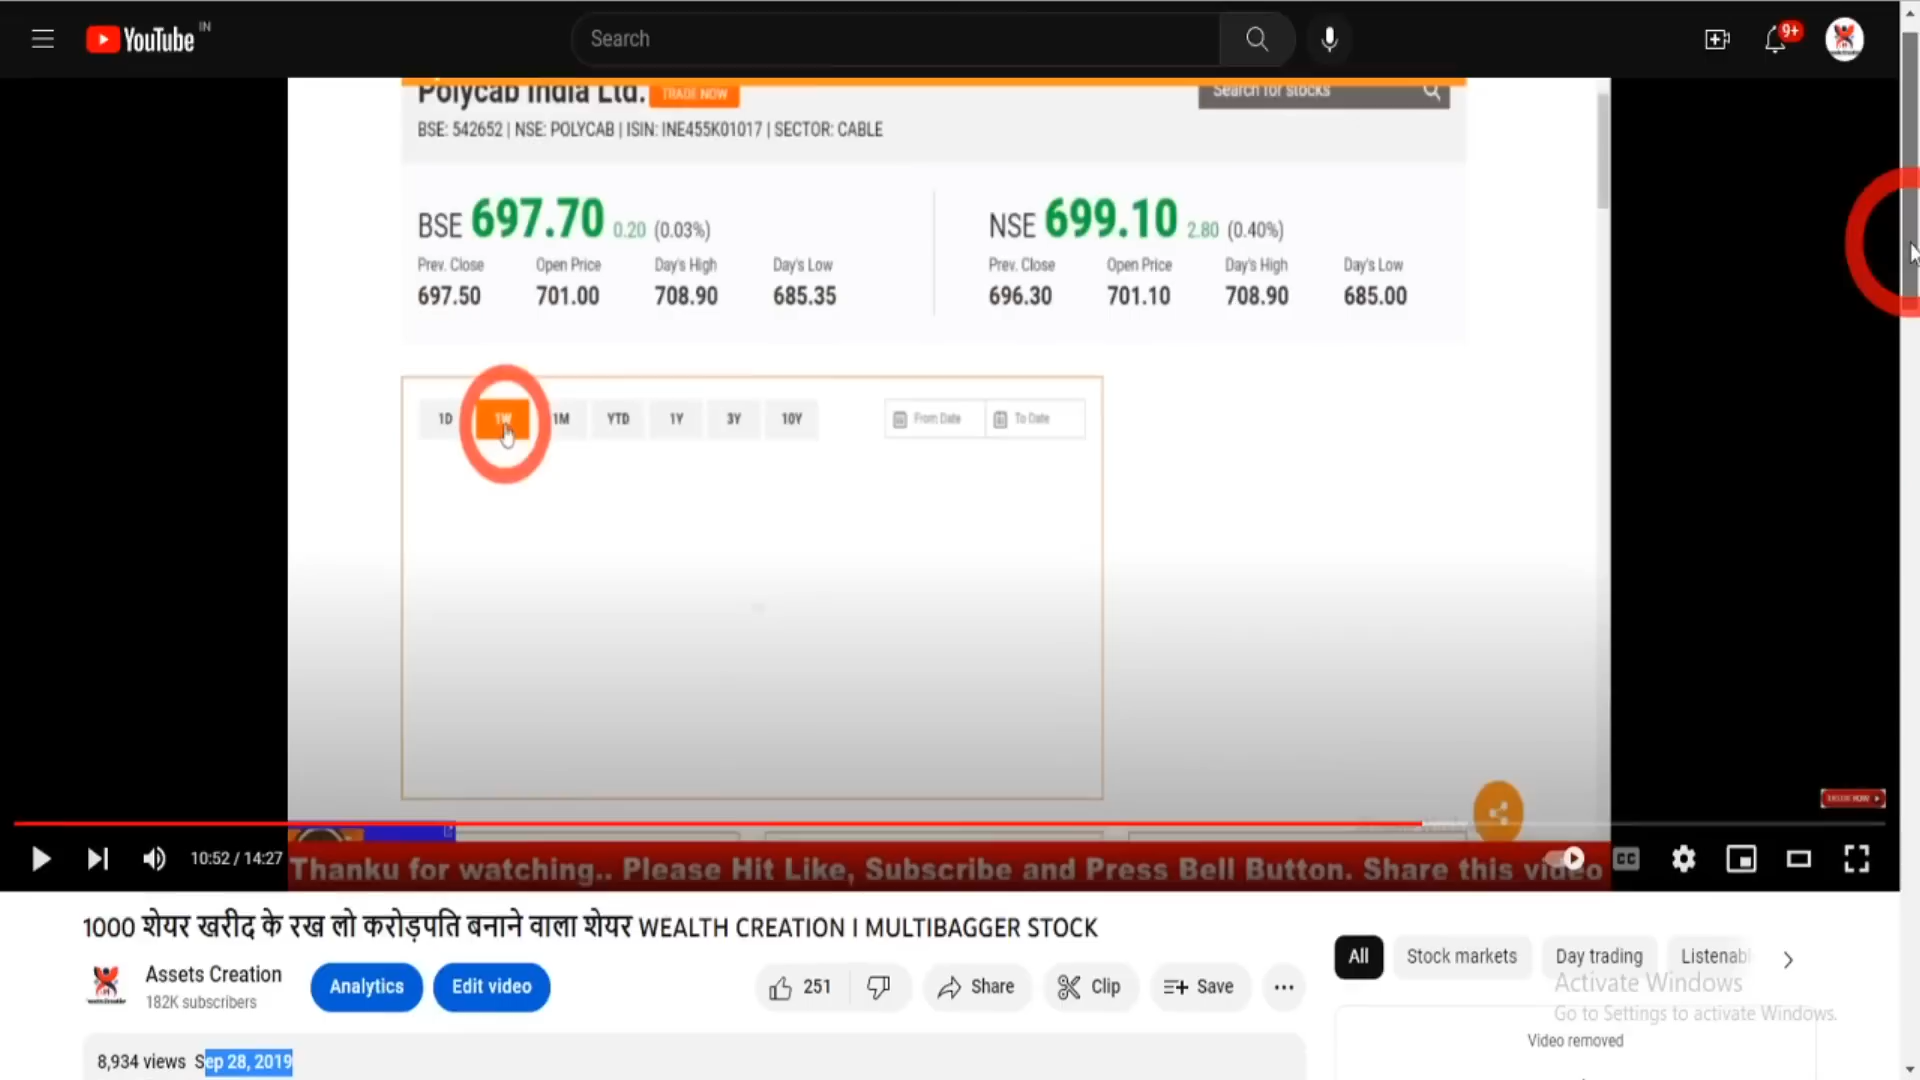 YouTube IN
Search
9+
Polycab India Ltd. TRADE NOW
Search for stocks
BSE: 542652 | NSE: POLYCAB | ISIN: INE455K01017 | SECTOR: CABLE
BSE 697.70 0.20 (0.03%)
NSE 699.10 2.80 (0.40%)
Prev. Close Open Price Day's High Day's Low
697.50 701.00 708.90 685.35
Prev. Close Open Price Day's High Day's Low
696.30 701.10 708.90 685.00
1D 1W 1M YTD 1Y 3Y 10Y
From Date To Date
10:52 / 14:27
Thanku for watching.. Please Hit Like, Subscribe and Press Bell Button. Share this video
CC
1000 शेयर खरीद के रख लो करोड़पति बनाने वाला शेयर WEALTH CREATION I MULTIBAGGER STOCK
Assets Creation
182K subscribers
Analytics
Edit video
251
Share
Clip
Save
All Stock markets Day trading
Activate Windows
Go to Settings to activate Windows.
Video removed
8,934 views Sep 28, 2019